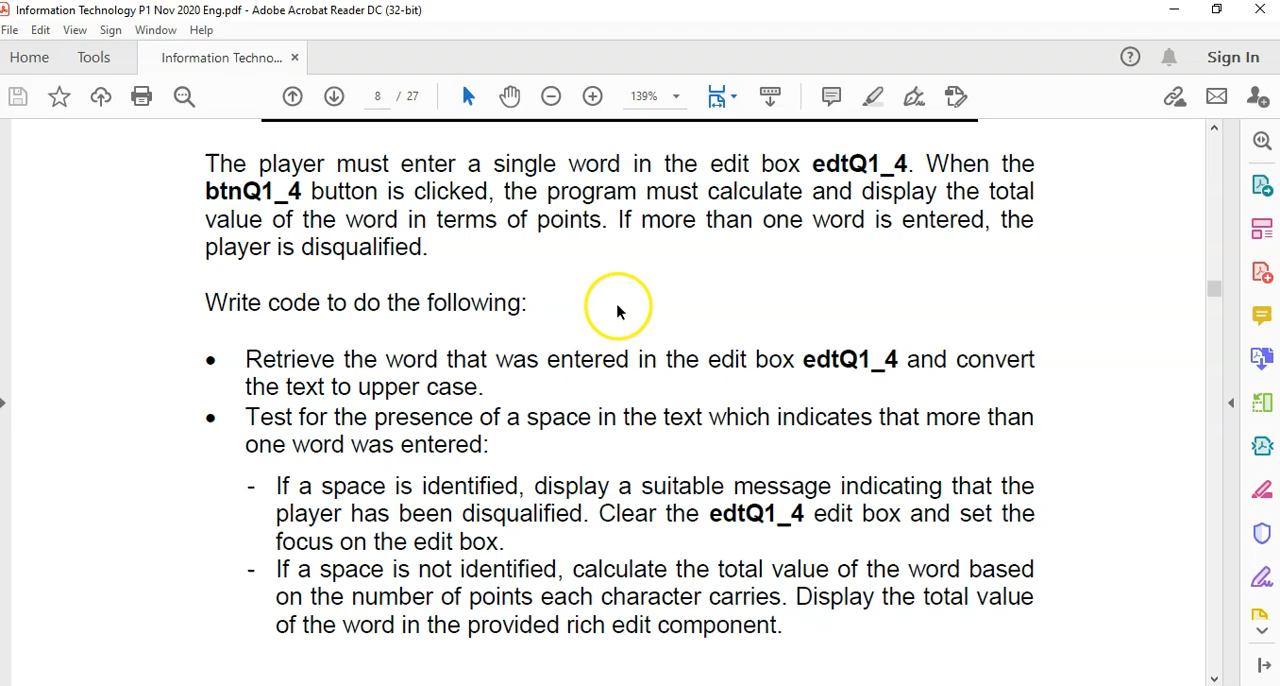 Information Technology P1 Nov 2020 Eng.pdf - Adobe Acrobat Reader DC (32-bit)
File Edit View Sign Window Help
Home Tools Information Techno... × Sign In
8 / 27 139%
The player must enter a single word in the edit box edtQ1_4. When the
btnQ1_4 button is clicked, the program must calculate and display the total
value of the word in terms of points. If more than one word is entered, the
player is disqualified.
Write code to do the following:
• Retrieve the word that was entered in the edit box edtQ1_4 and convert
the text to upper case.
• Test for the presence of a space in the text which indicates that more than
one word was entered:
- If a space is identified, display a suitable message indicating that the
player has been disqualified. Clear the edtQ1_4 edit box and set the
focus on the edit box.
- If a space is not identified, calculate the total value of the word based
on the number of points each character carries. Display the total value
of the word in the provided rich edit component.